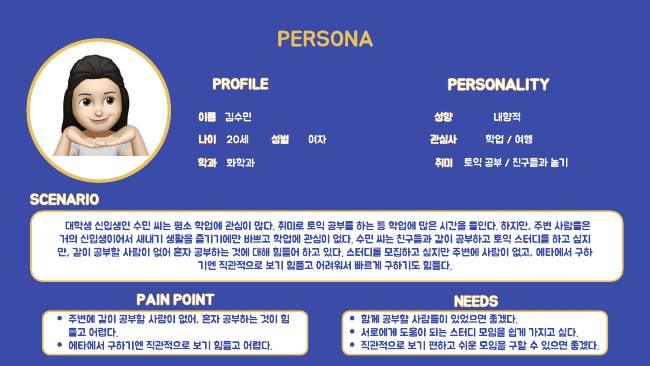 PERSONA
PROFILE
이름 김수민
나이 20세 성별 여자
학과 화학과
PERSONALITY
성향 내향적
관심사 학업 / 여행
취미 토익 공부 / 친구들과 놀기
SCENARIO
대학생 신입생인 수민 씨는 평소 학업에 관심이 많다. 취미로 토익 공부를 하는 등 학업에 많은 시간을 들인다. 하지만, 주변 사람들은
거의 신입생이어서 새내기 생활을 즐기기에만 바쁘고 학업에 관심이 없다. 수민 씨는 친구들과 같이 공부하고 토익 스터디를 하고 싶지
만, 같이 공부할 사람이 없어 혼자 공부하는 것에 대해 힘들어 하고 있다. 스터디를 모집하고 싶지만 주변에 사람이 없고, 에타에서 구하
기엔 직관적으로 보기 힘들고 어려워서 빠르게 구하기도 힘들다.
PAIN POINT
• 주변에 같이 공부할 사람이 없어, 혼자 공부하는 것이 힘
들고 어렵다.
• 에타에서 구하기엔 직관적으로 보기 힘들고 어렵다.
NEEDS
• 함께 공부할 사람들이 있었으면 좋겠다.
• 서로에게 도움이 되는 스터디 모임을 쉽게 가지고 싶다.
• 직관적으로 보기 편하고 쉬운 모임을 구할 수 있으면 좋겠다.